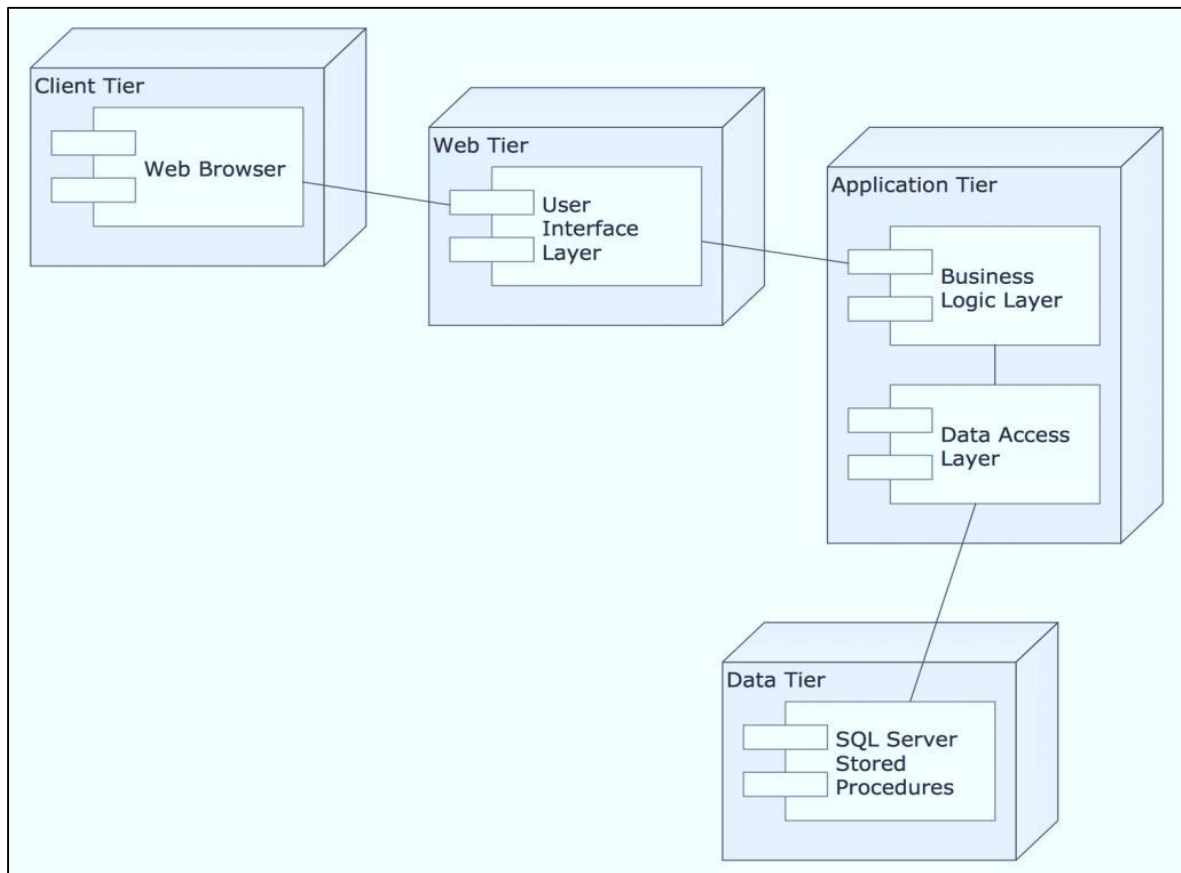 Client Tier
Web Browser
Web Tier
User
Interface
Layer
Application Tier
Business
Logic Layer
Data Access
Layer
Data Tier
SQL Server
Stored
Procedures